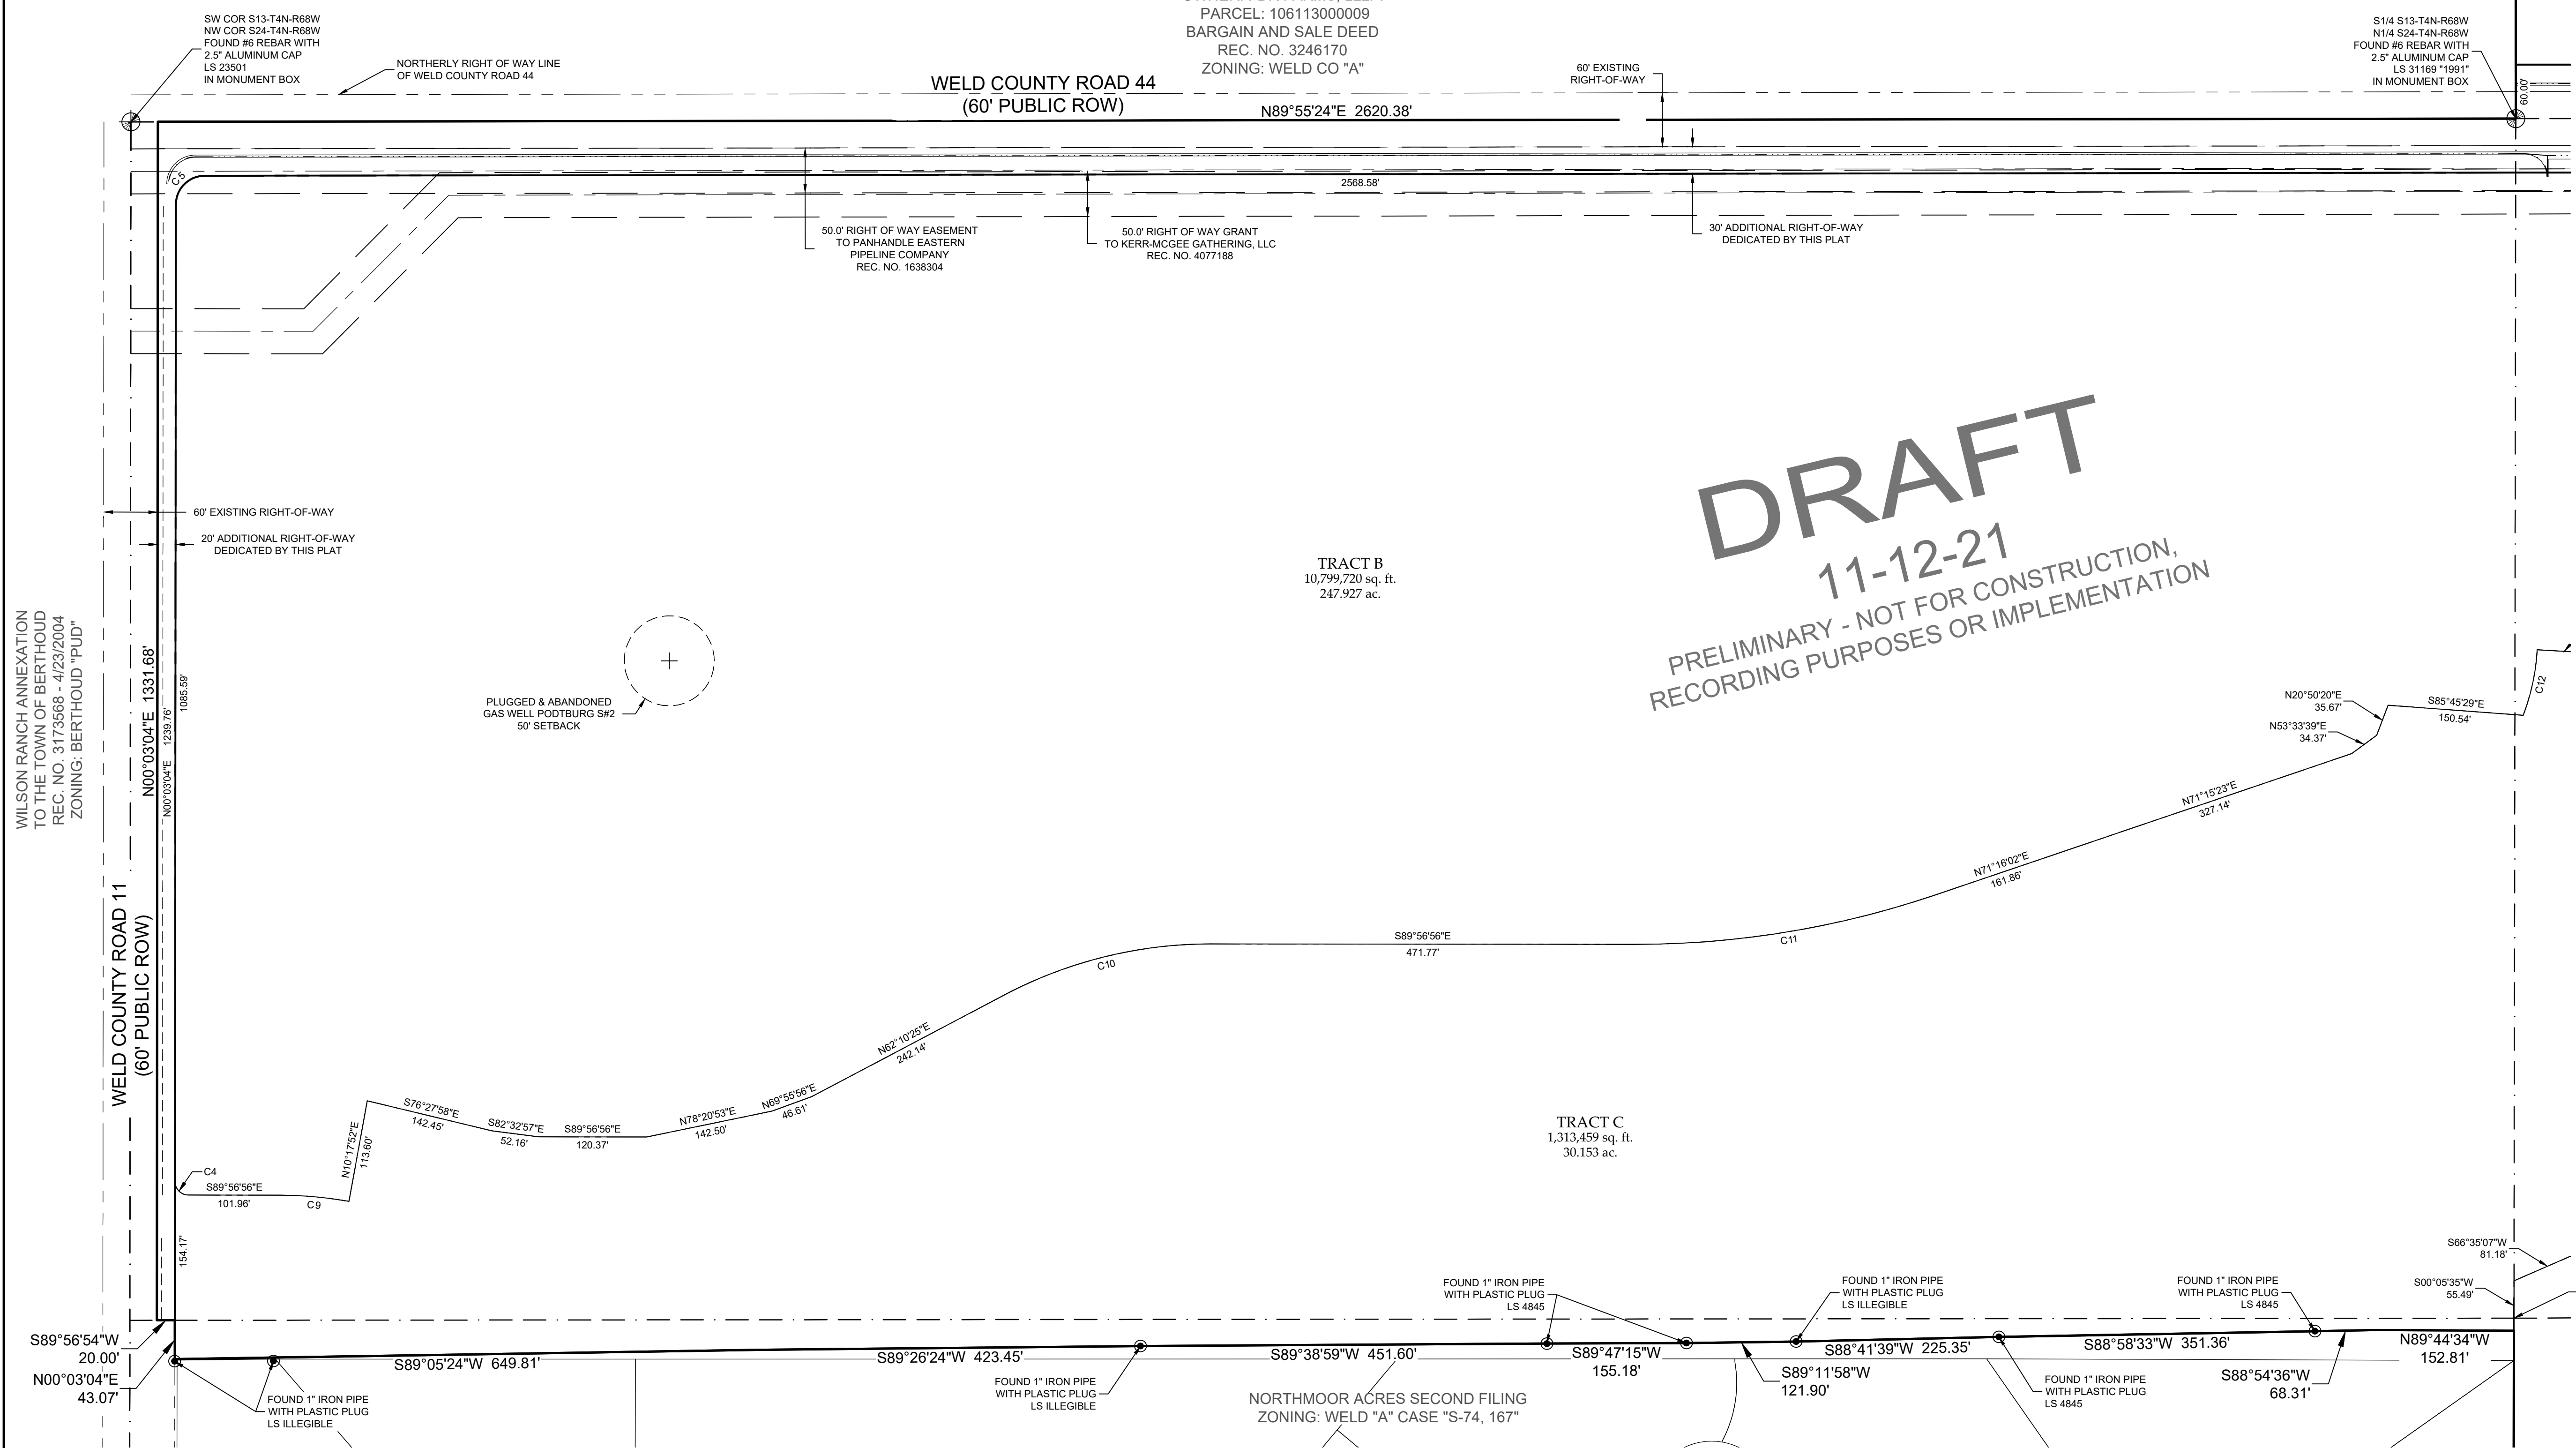 PARCEL: 106113000009
BARGAIN AND SALE DEED
REC. NO. 3246170
ZONING: WELD CO "A"
SW COR S13-T4N-R68W
NW COR S24-T4N-R68W
FOUND #6 REBAR WITH
2.5" ALUMINUM CAP
LS 23501
IN MONUMENT BOX
NORTHERLY RIGHT OF WAY LINE
OF WELD COUNTY ROAD 44
WELD COUNTY ROAD 44
(60' PUBLIC ROW)
N89°55'24"E 2620.38'
60' EXISTING
RIGHT-OF-WAY
S1/4 S13-T4N-R68W
N1/4 S24-T4N-R68W
FOUND #6 REBAR WITH
2.5" ALUMINUM CAP
LS 31169 "1991"
IN MONUMENT BOX
60.00'
C5
2568.58'
50.0' RIGHT OF WAY EASEMENT
TO PANHANDLE EASTERN
PIPELINE COMPANY
REC. NO. 1638304
50.0' RIGHT OF WAY GRANT
TO KERR-MCGEE GATHERING, LLC
REC. NO. 4077188
30' ADDITIONAL RIGHT-OF-WAY
DEDICATED BY THIS PLAT
60' EXISTING RIGHT-OF-WAY
20' ADDITIONAL RIGHT-OF-WAY
DEDICATED BY THIS PLAT
DRAFT
11-12-21
PRELIMINARY - NOT FOR CONSTRUCTION,
RECORDING PURPOSES OR IMPLEMENTATION
TRACT B
10,799,720 sq. ft.
247.927 ac.
WILSON RANCH ANNEXATION
TO THE TOWN OF BERTHOUD
REC. NO. 3173568 - 4/23/2004
ZONING: BERTHOUD "PUD"
N00°03'04"E 1331.68'
N00°03'04"E 1239.76'
1085.59'
PLUGGED & ABANDONED
GAS WELL PODTBURG S#2
50' SETBACK
WELD COUNTY ROAD 11
(60' PUBLIC ROW)
C12
N20°50'20"E
35.67'
S85°45'29"E
150.54'
N53°33'39"E
34.37'
N71°15'23"E
327.14'
N71°16'02"E
161.86'
C11
S89°56'56"E
471.77'
C10
N62°10'25"E
242.14'
N69°55'56"E
46.61'
N78°20'53"E
142.50'
S89°56'56"E
120.37'
S82°32'57"E
52.16'
S76°27'58"E
142.45'
N10°17'52"E
113.60'
C4
S89°56'56"E
101.96'
C9
154.17'
TRACT C
1,313,459 sq. ft.
30.153 ac.
S66°35'07"W
81.18'
S00°05'35"W
55.49'
FOUND 1" IRON PIPE
WITH PLASTIC PLUG
LS 4845
FOUND 1" IRON PIPE
WITH PLASTIC PLUG
LS ILLEGIBLE
FOUND 1" IRON PIPE
WITH PLASTIC PLUG
LS 4845
S89°56'54"W
20.00'
N00°03'04"E
43.07'
S89°05'24"W 649.81'
S89°26'24"W 423.45'
S89°38'59"W 451.60'
S89°47'15"W
155.18'
S89°11'58"W
121.90'
S88°41'39"W 225.35'
S88°58'33"W 351.36'
S88°54'36"W
68.31'
N89°44'34"W
152.81'
FOUND 1" IRON PIPE
WITH PLASTIC PLUG
LS ILLEGIBLE
FOUND 1" IRON PIPE
WITH PLASTIC PLUG
LS ILLEGIBLE
FOUND 1" IRON PIPE
WITH PLASTIC PLUG
LS 4845
NORTHMOOR ACRES SECOND FILING
ZONING: WELD "A" CASE "S-74, 167"